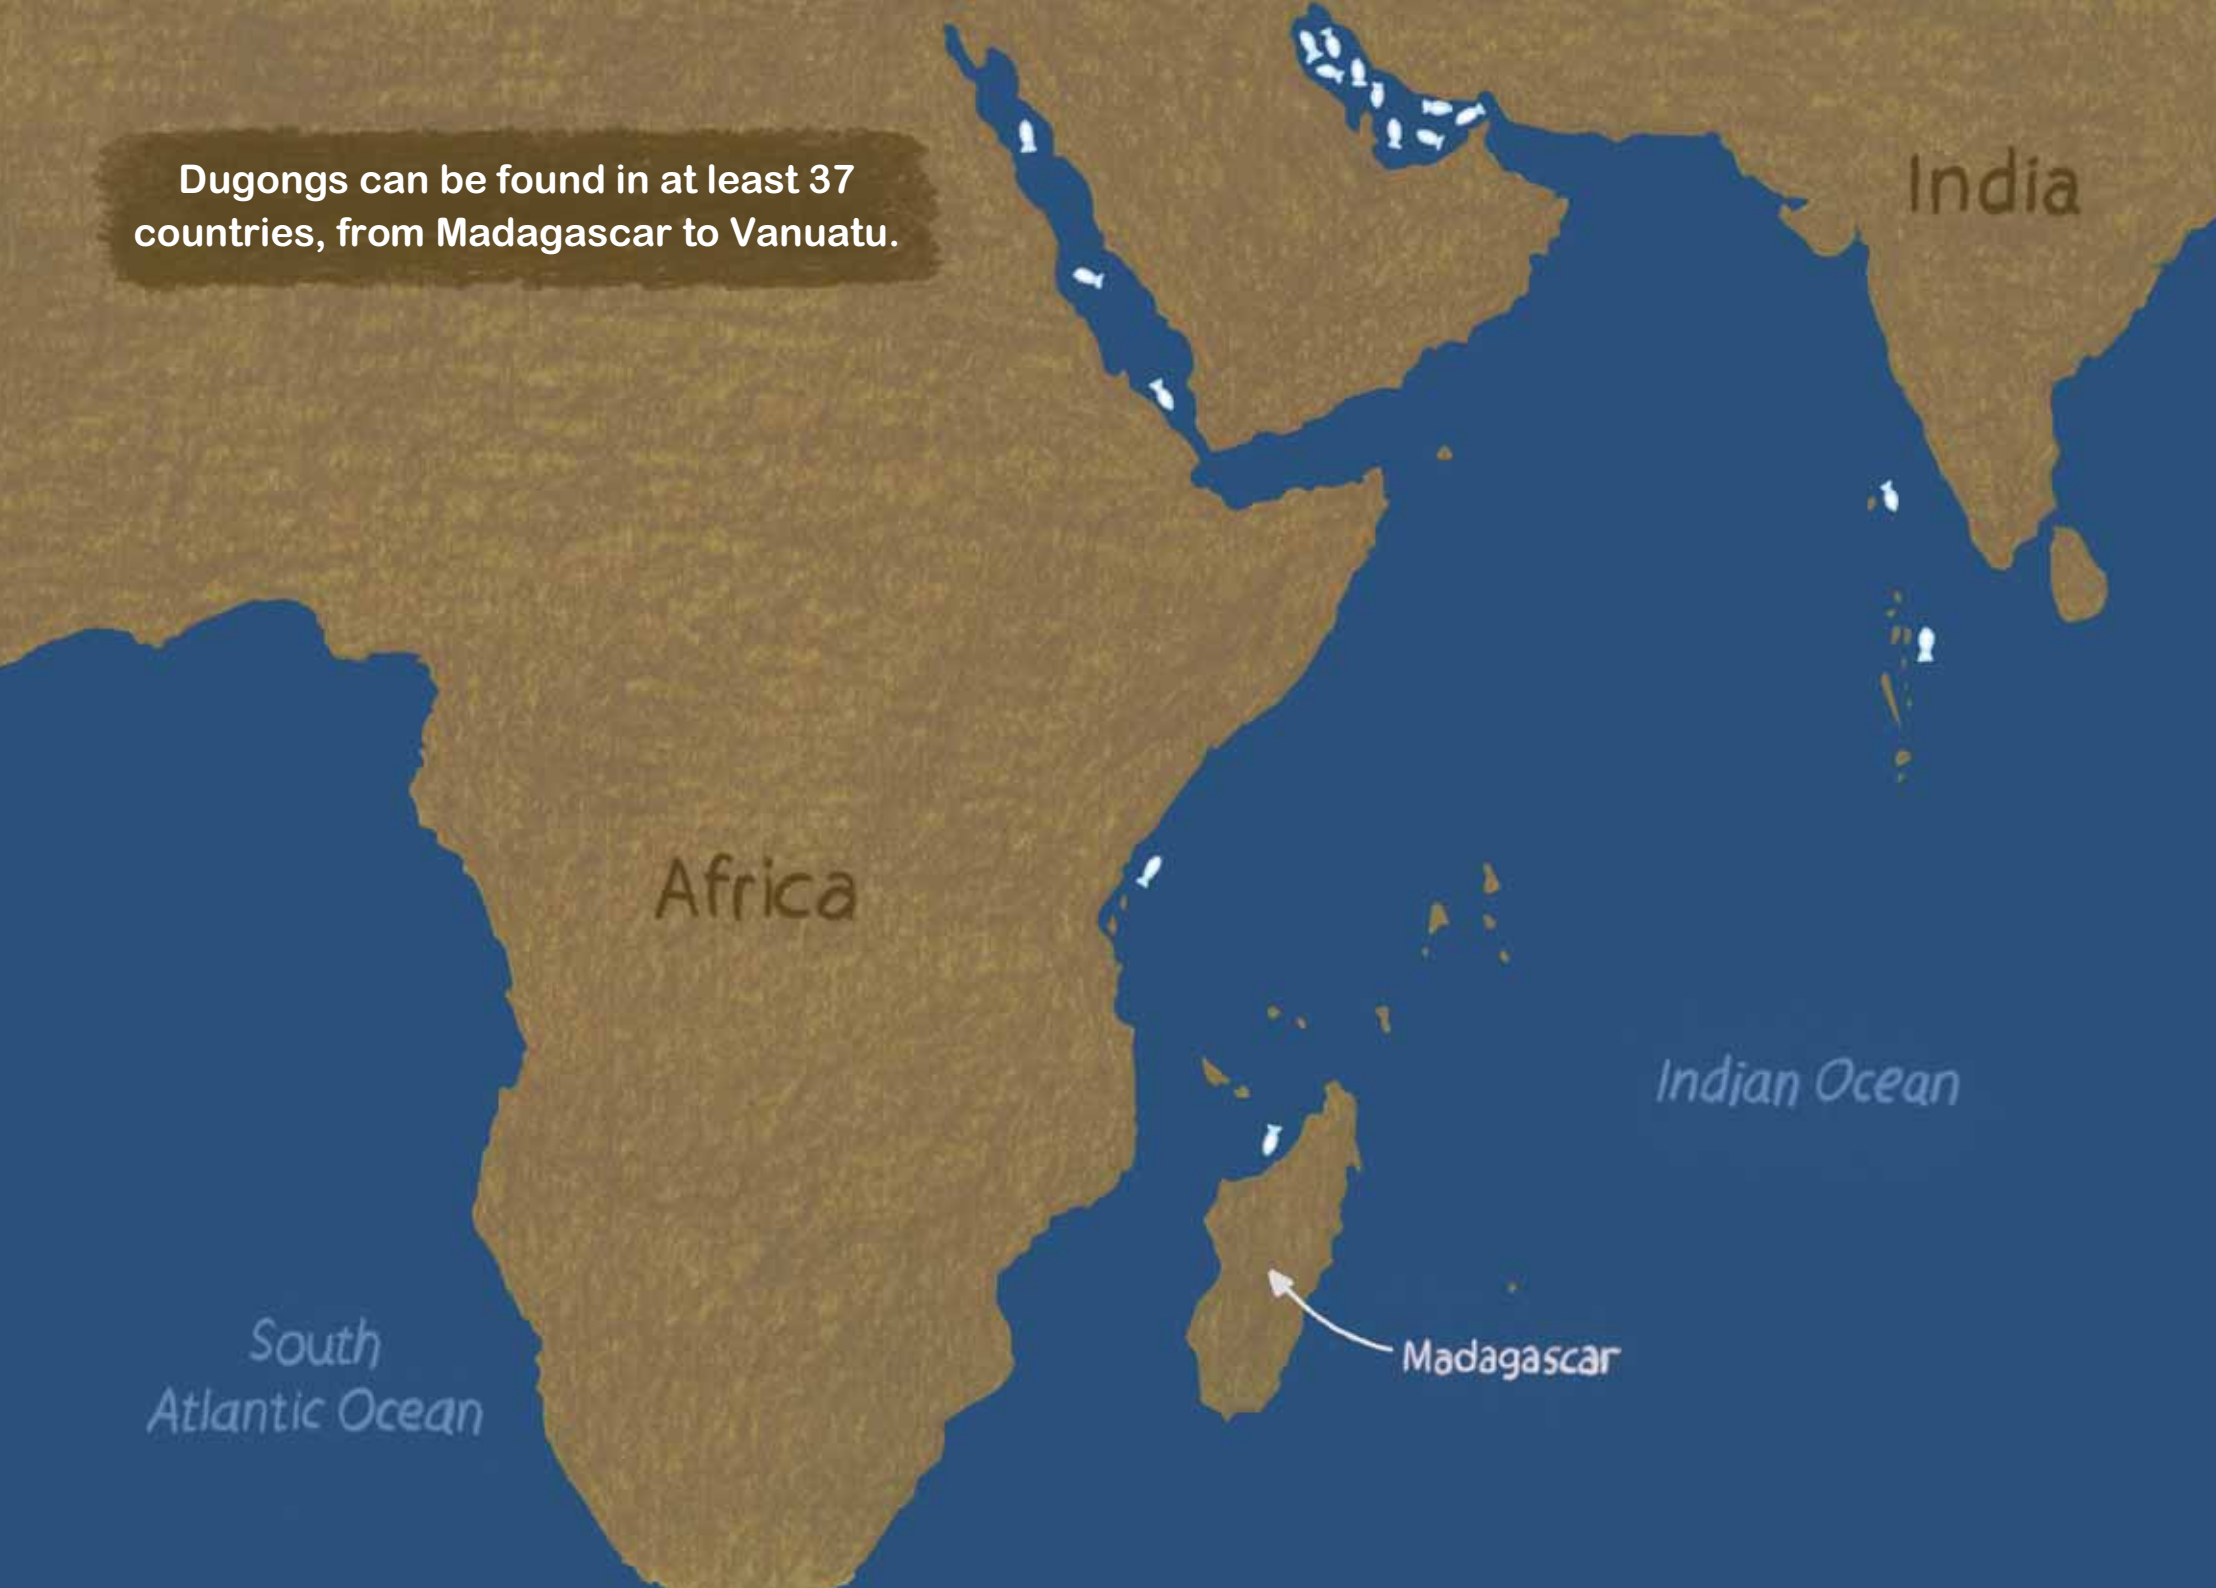 Dugongs can be found in at least 37
countries, from Madagascar to Vanuatu.
India
Africa
Indian Ocean
South
Atlantic Ocean
Madagascar